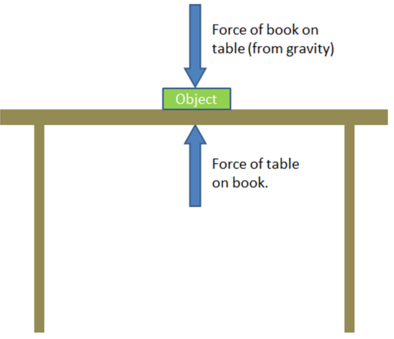 Force of book on
table (from gravity)
Object
Force of table
on book.